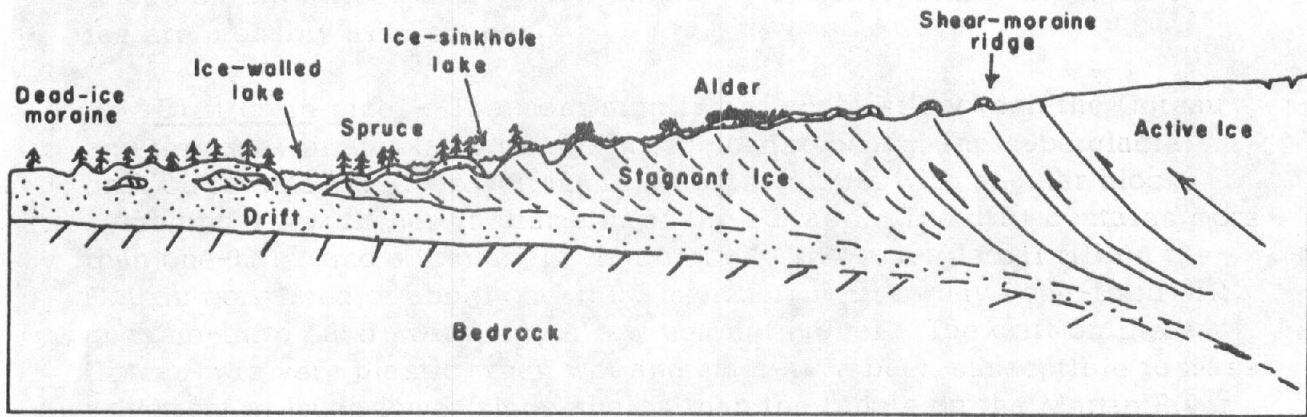 Shear-moraine
ridge
Ice-sinkhole
lake
Ice-walled
lake
Alder
Dead-ice
moraine
Spruce
Active Ice
Stagnant Ice
Drift
Bedrock